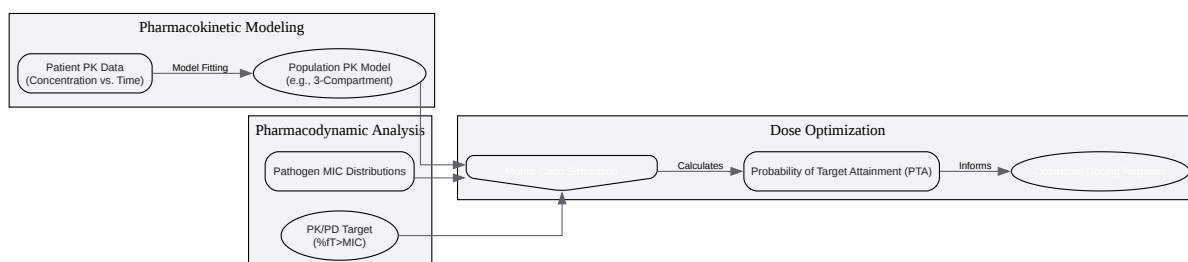 Pharmacokinetic Modeling
Patient PK Data
(Concentration vs. Time)
Model Fitting
Population PK Model
(e.g., 3-Compartment)
Pharmacodynamic Analysis
Pathogen MIC Distributions
PK/PD Target
(%fT>MIC)
Dose Optimization
Monte Carlo Simulation
Calculates
Probability of Target Attainment (PTA)
Informs
Optimized Dosing Regimen